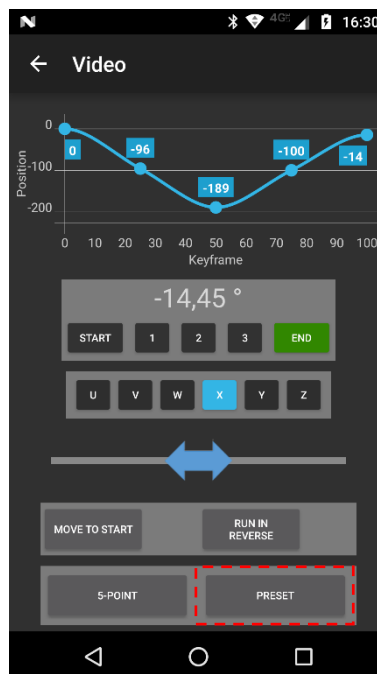 N 4G 16:30
Video
0
-100
-200
Position
0 -96 -189 -100 -14
0 10 20 30 40 50 60 70 80 90 100
Keyframe
-14,45 °
START 1 2 3 END
U V W X Y Z
MOVE TO START
RUN IN
REVERSE
5-POINT PRESET